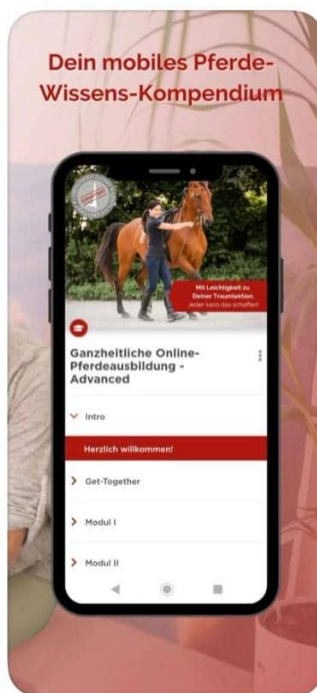 Dein mobiles Pferde-
Wissens-Kompendium
Mit Leichtigkeit zu
Deiner Traumlektion.
Jeder kann das schaffen!
Ganzheitliche Online-
Pferdeausbildung -
Advanced
Intro
Herzlich willkommen!
Get-Together
Modul I
Modul II